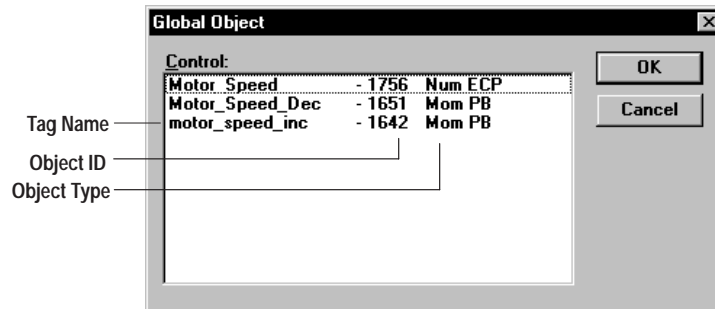 Global Object
Control:
OK
Motor_Speed - 1756 Num ECP
Motor_Speed_Dec - 1651 Mom PB
Cancel
Tag Name
motor_speed_inc - 1642 Mom PB
Object ID
Object Type